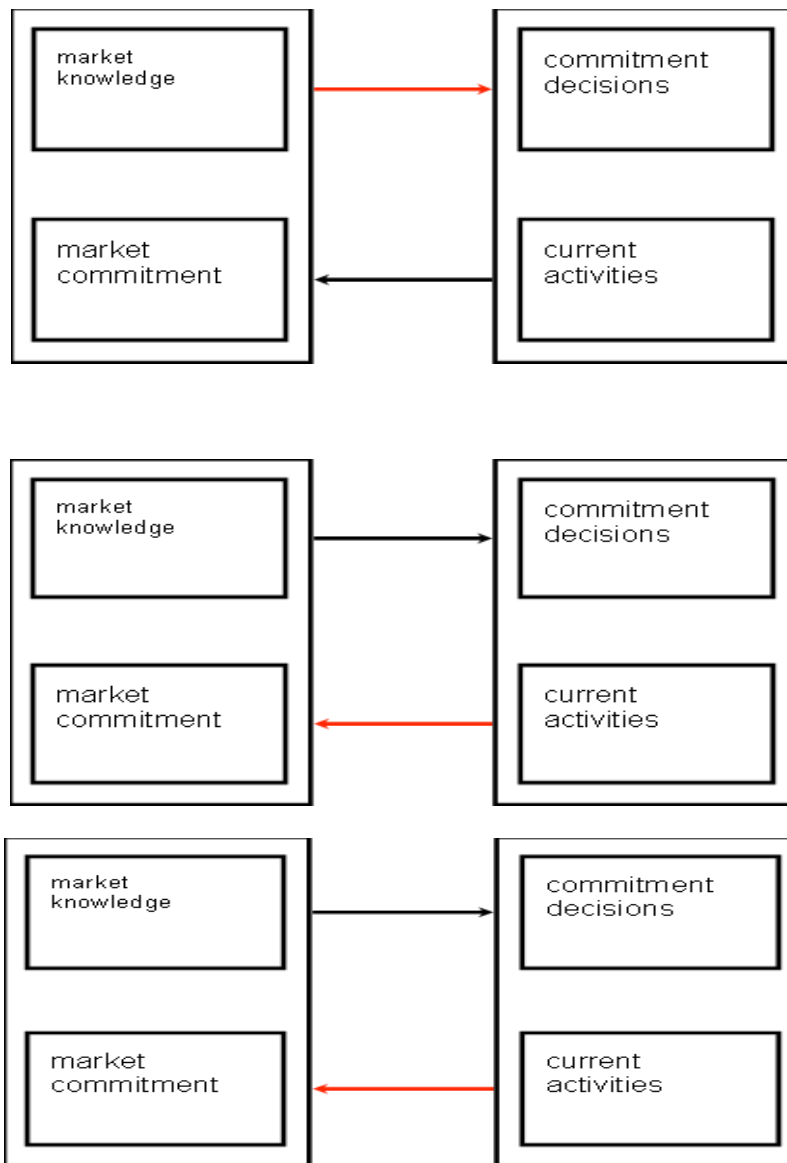 market
knowledge
commitment
decisions
market
commitment
current
activities
market
knowledge
commitment
decisions
market
commitment
current
activities
market
knowledge
commitment
decisions
market
commitment
current
activities